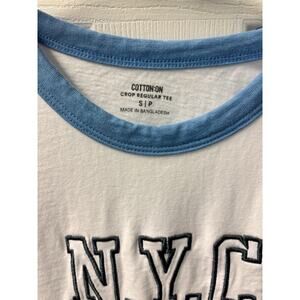 COTTON:ON
CROP REGULAR TEE
S|P
MADE IN BANGLADESH
N.Y.C